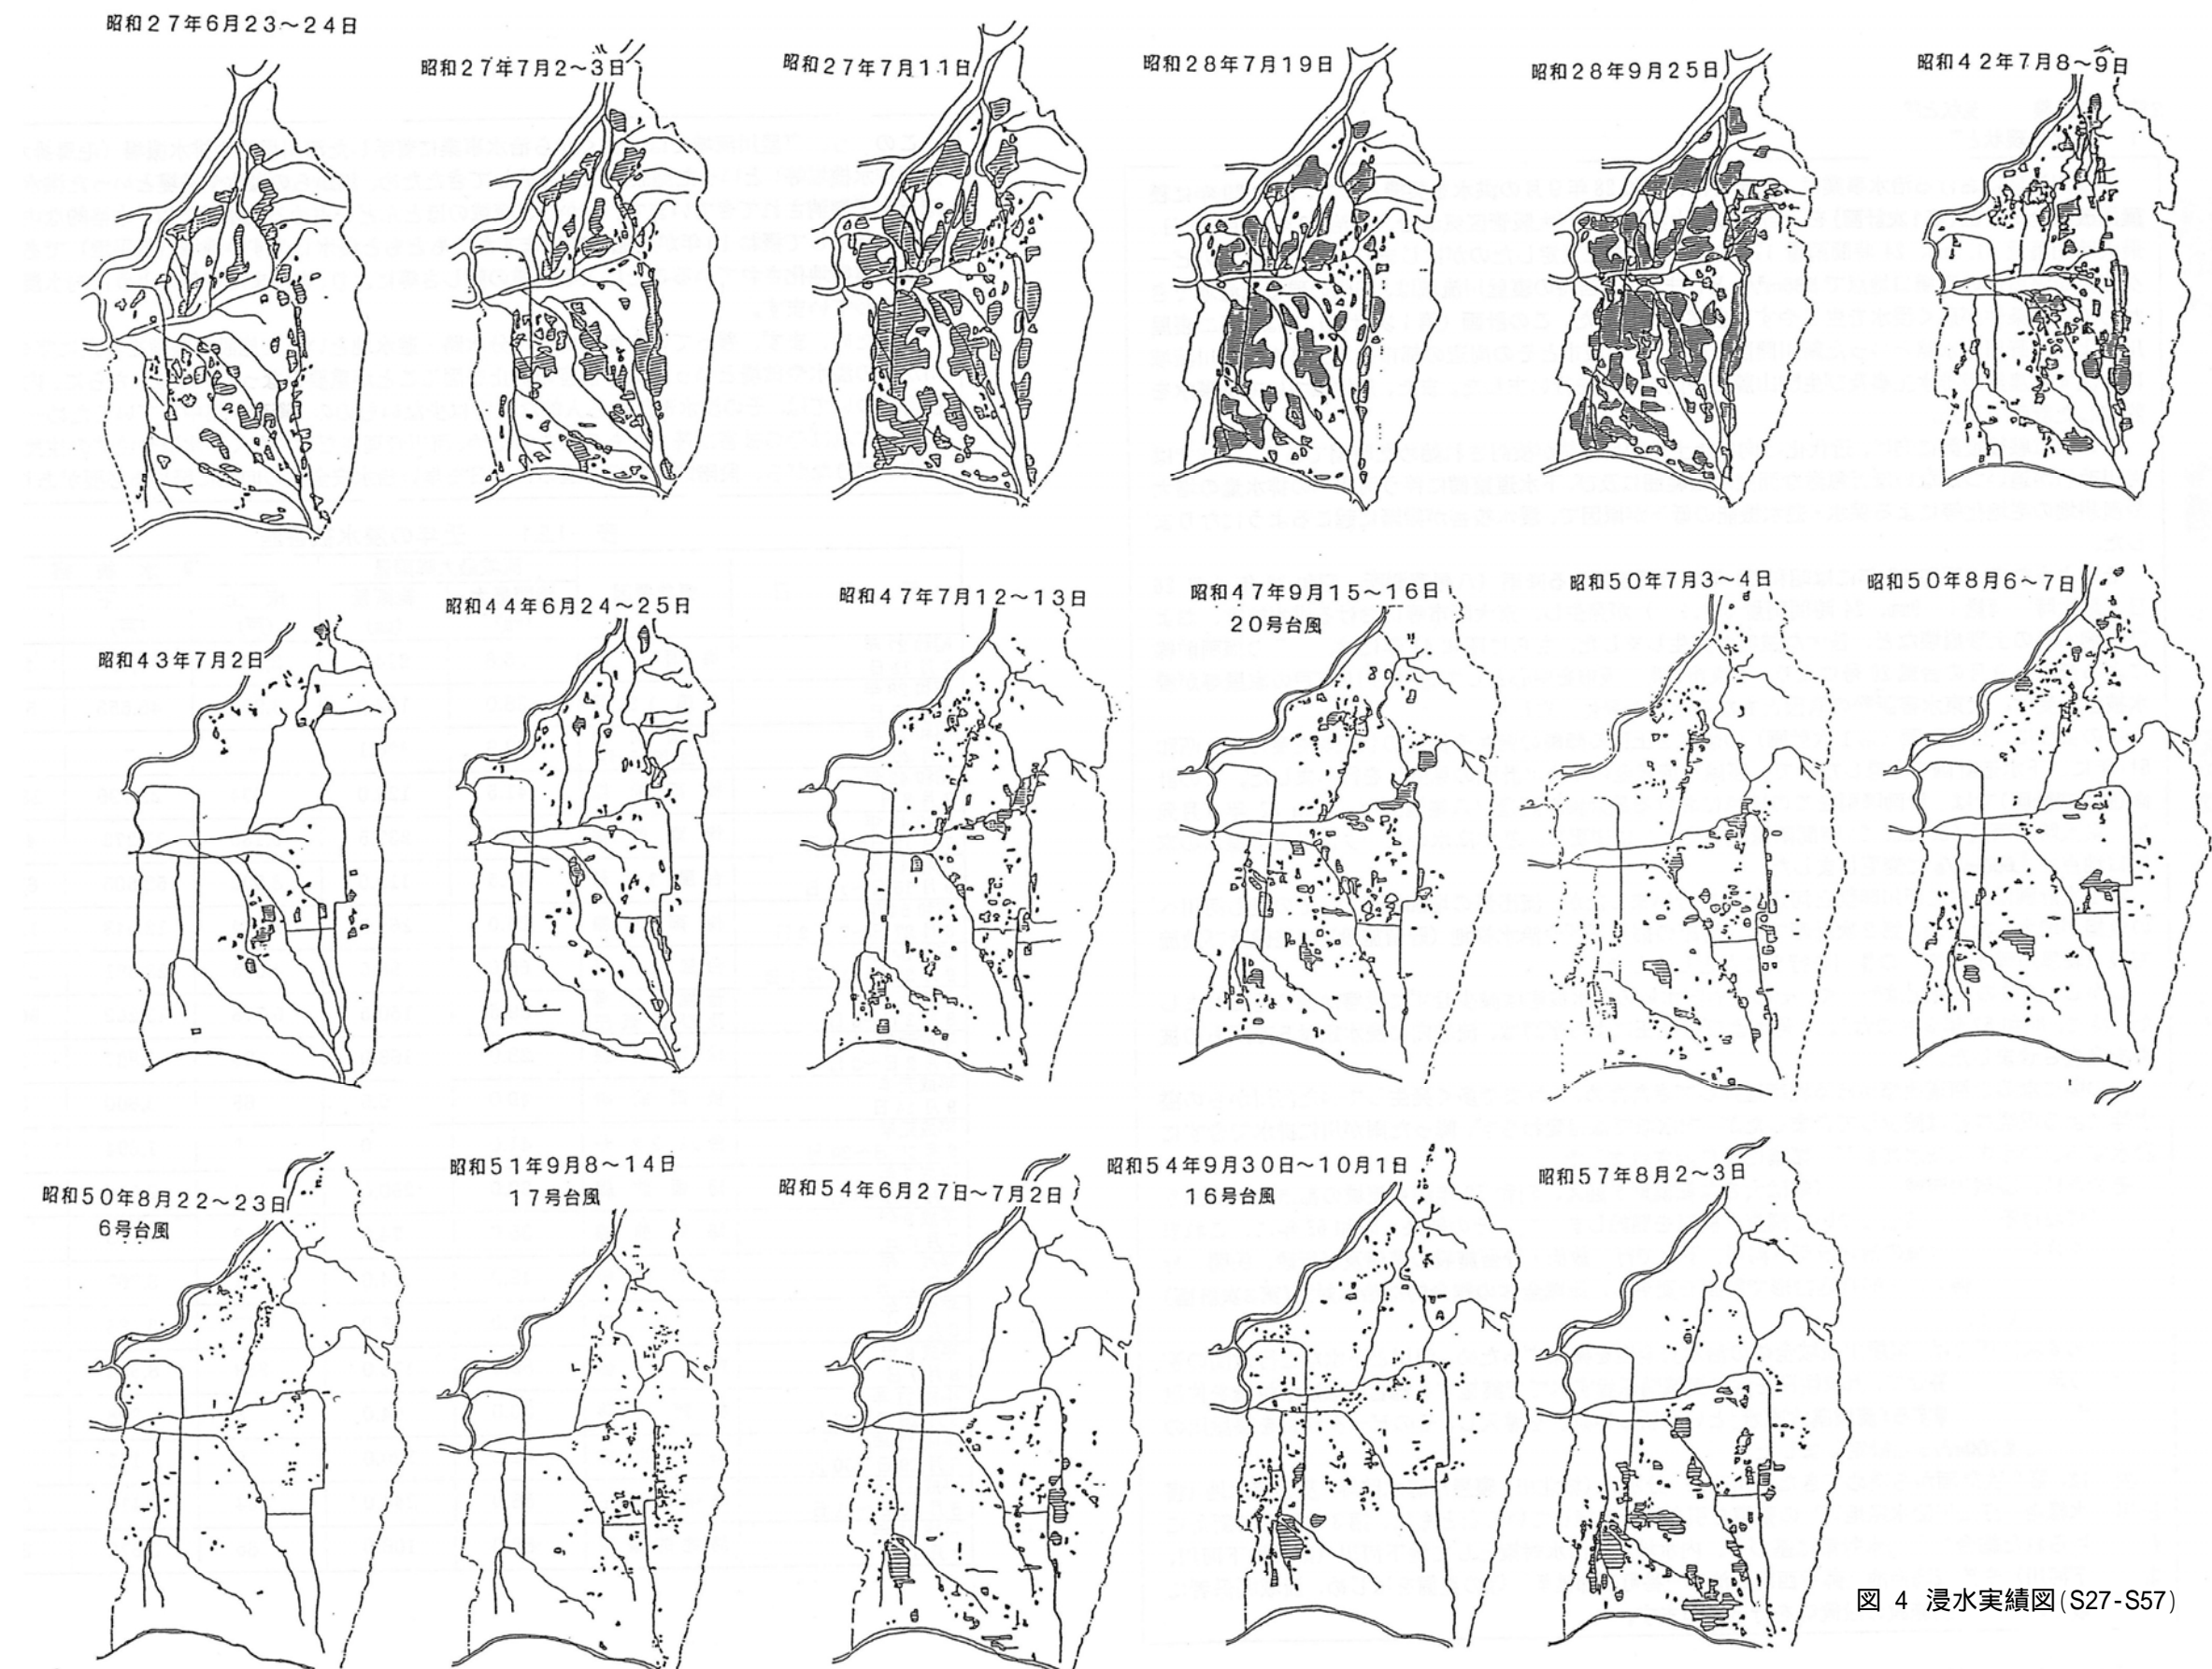 昭和27年6月23～24日
昭和27年7月2～3日
昭和27年7月11日
昭和28年7月19日
昭和28年9月25日
昭和42年7月8～9日
昭和43年7月2日
昭和44年6月24～25日
昭和47年7月12～13日
昭和47年9月15～16日
20号台風
昭和50年7月3～4日
昭和50年8月6～7日
昭和50年8月22～23日
6号台風
昭和51年9月8～14日
17号台風
昭和54年6月27日～7月2日
昭和54年9月30日～10月1日
16号台風
昭和57年8月2～3日
図 4 浸水実績図(S27-S57)